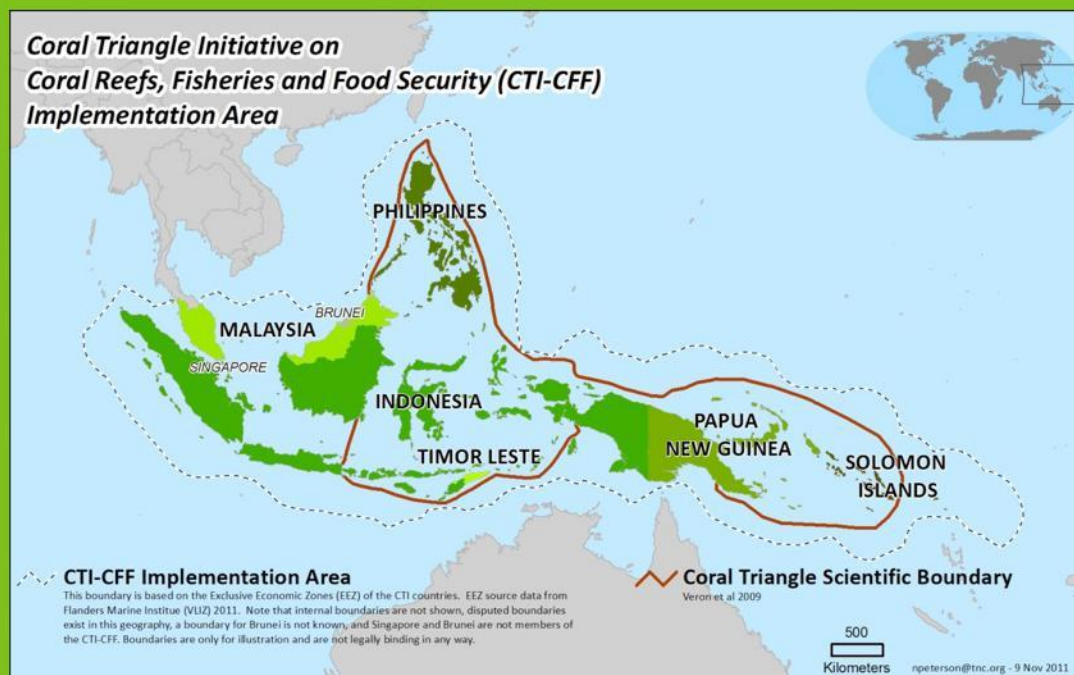 Coral Triangle Initiative on
Coral Reefs, Fisheries and Food Security (CTI-CFF)
Implementation Area
PHILIPPINES
BRUNEI
MALAYSIA
SINGAPORE
INDONESIA
PAPUA
NEW GUINEA
TIMOR LESTE
SOLOMON
ISLANDS
CTI-CFF Implementation Area
This boundary is based on the Exclusive Economic Zones (EEZ) of the CTI countries. EEZ source data from
Flanders Marine Institue (VLIZ) 2011. Note that internal boundaries are not shown, disputed boundaries
exist in this geography, a boundary for Brunei is not known, and Singapore and Brunei are not members of
the CTI-CFF. Boundaries are only for illustration and are not legally binding in any way.
Coral Triangle Scientific Boundary
Veron et al 2009
500
Kilometers
npeterson@tnc.org - 9 Nov 2011